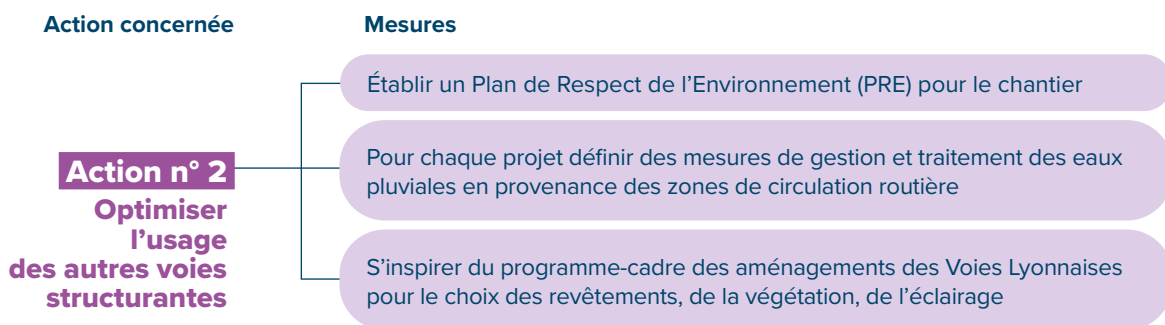 Action concernée
Mesures
Action n° 2
Optimiser
l'usage
des autres voies
structurantes
Établir un Plan de Respect de l'Environnement (PRE) pour le chantier
Pour chaque projet définir des mesures de gestion et traitement des eaux
pluviales en provenance des zones de circulation routière
S'inspirer du programme-cadre des aménagements des Voies Lyonnaises
pour le choix des revêtements, de la végétation, de l'éclairage